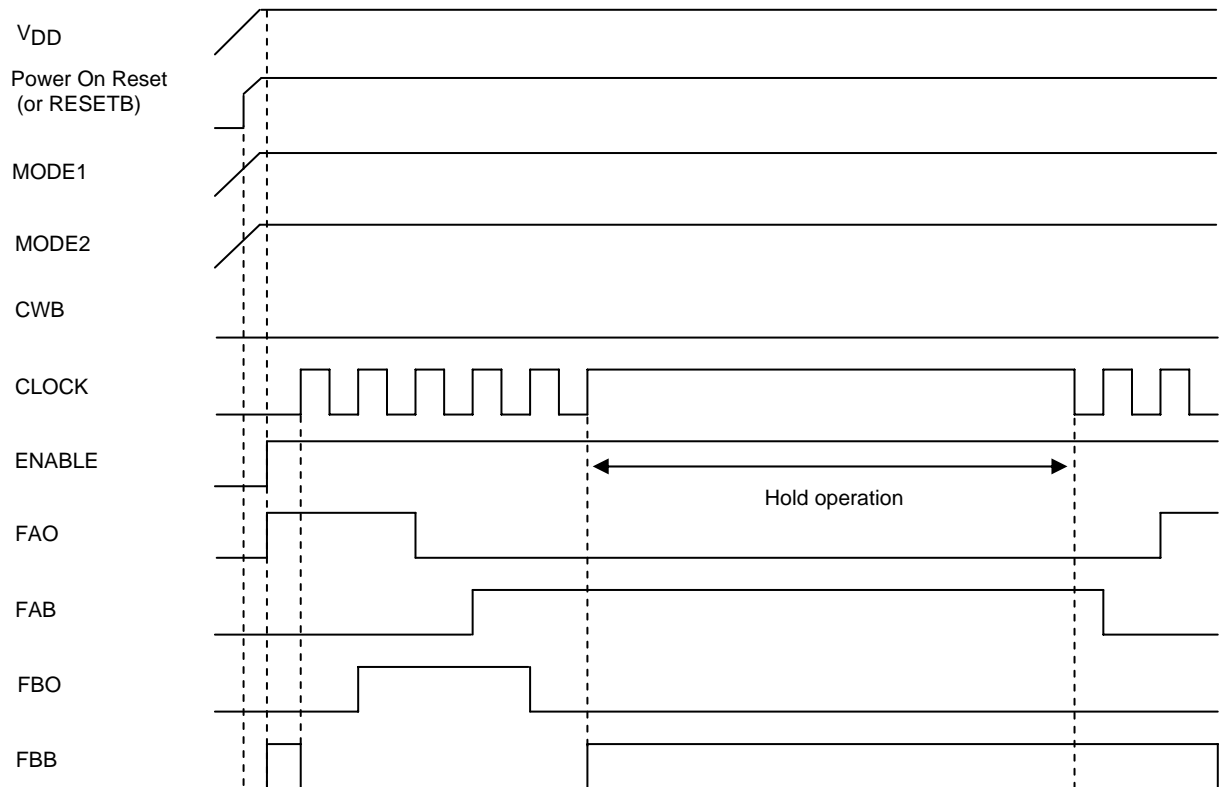 VDD
Power On Reset
(or RESETB)
MODE1
MODE2
CWB
CLOCK
ENABLE
Hold operation
FAO
FAB
FBO
FBB